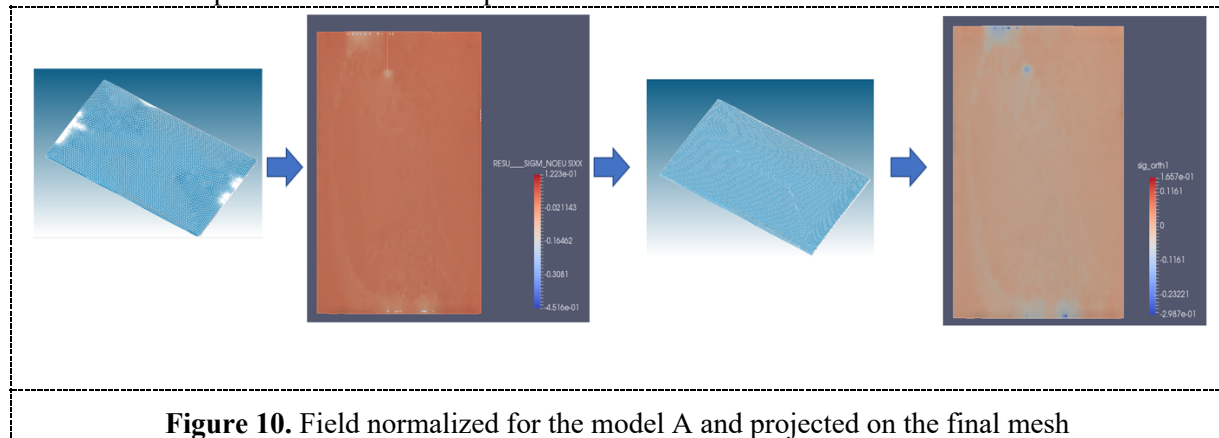 RESU___SIGM_NOEU SIXX
1.223e-01
-0.021143
-0.16462
-0.3081
-4.516e-01
sig_orth1
1.657e-01
0.1161
0
-0.1161
-0.23221
-2.987e-01
Figure 10. Field normalized for the model A and projected on the final mesh